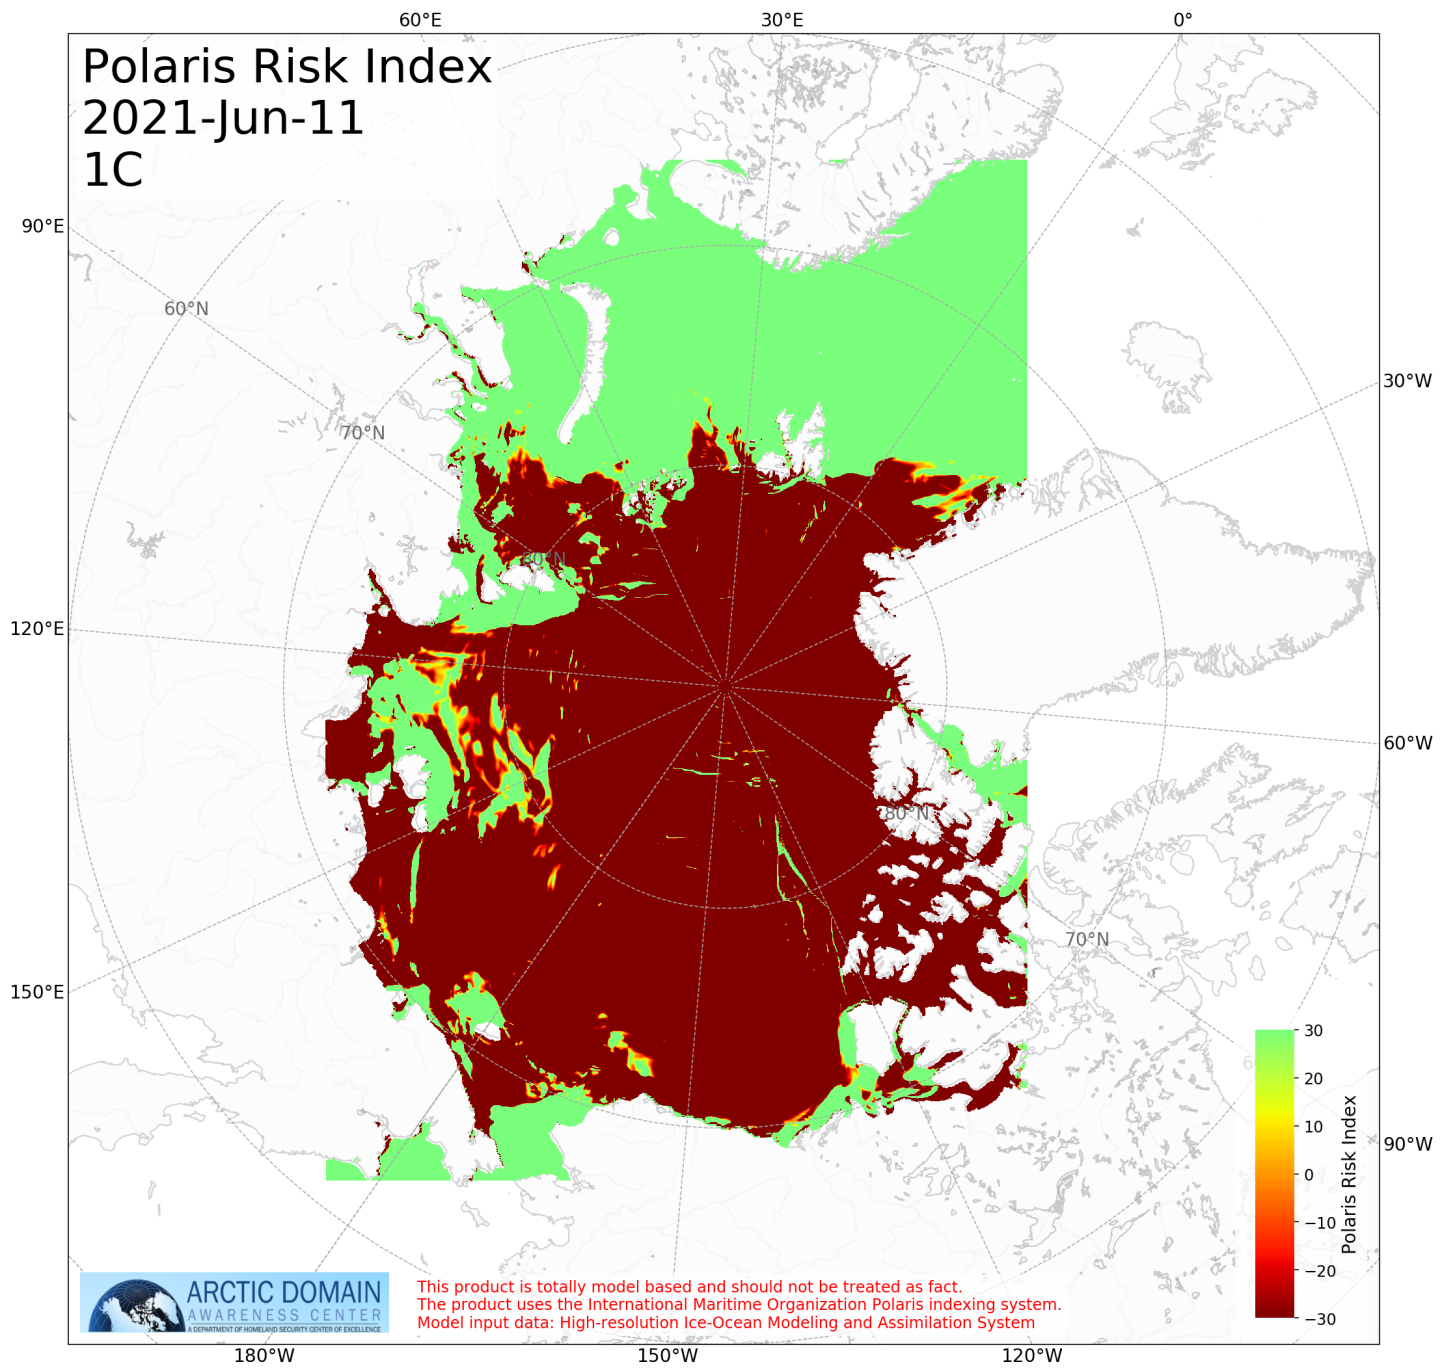 60°E 30°E 0°
Polaris Risk Index
2021-Jun-11
1C
90°E
60°N
30°W
70°N
80°N
120°E
60°W
80°N
70°N
150°E
30
20
10
0
−10
−20
−30
Polaris Risk Index
90°W
ARCTIC DOMAIN
AWARENESS CENTER
A DEPARTMENT OF HOMELAND SECURITY CENTER OF EXCELLENCE
This product is totally model based and should not be treated as fact.
The product uses the International Maritime Organization Polaris indexing system.
Model input data: High-resolution Ice-Ocean Modeling and Assimilation System
180°W 150°W 120°W